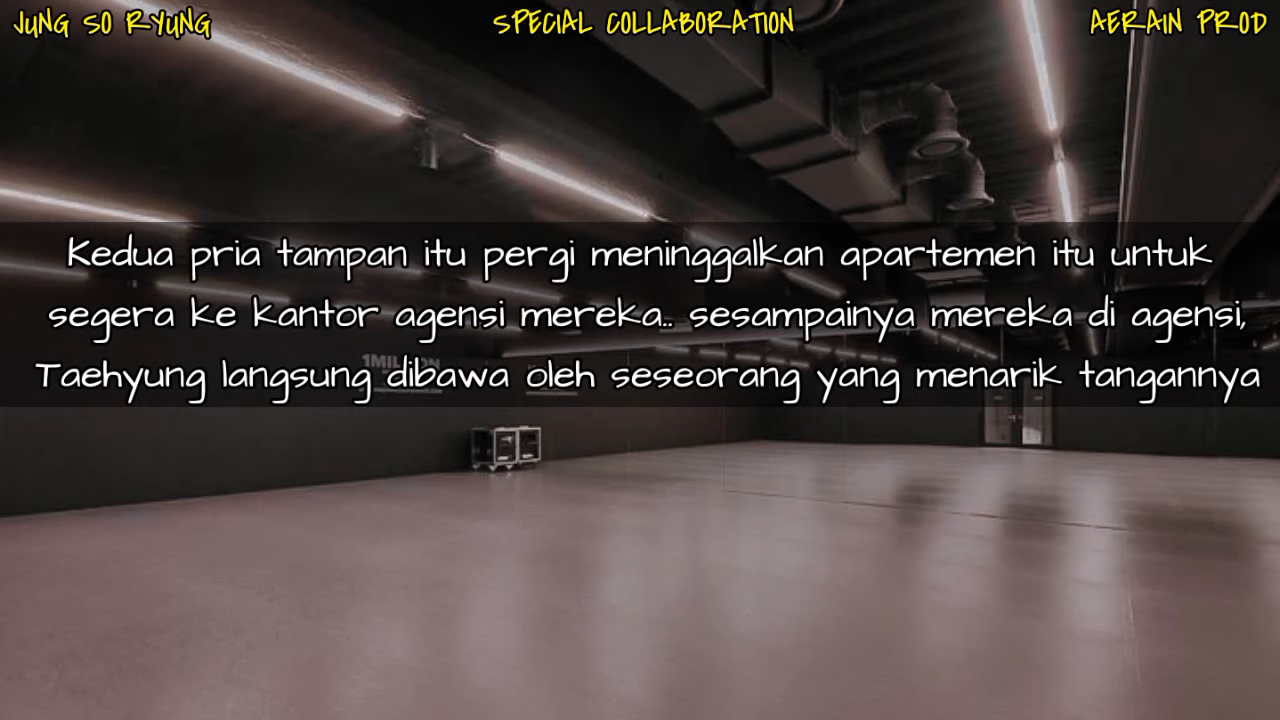 JUNG SO RYUNG
SPECIAL COLLABORATION
AERAIN PROD
Kedua pria tampan itu pergi meninggalkan apartemen itu untuk
segera ke kantor agensi mereka.. sesampainya mereka di agensi,
Taehyung langsung dibawa oleh seseorang yang menarik tangannya
1MILLION